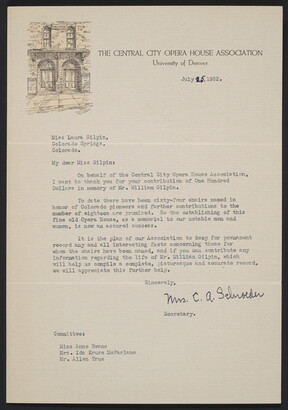 THE CENTRAL CITY OPERA HOUSE ASSOCIATION
University of Denver
July 25, 1932.
Miss Laura Gilpin,
Colorado Springs,
Colorado.
My dear Miss Gilpin:
On behalf of the Central City Opera House Association,
I want to thank you for your contribution of One Hundred
Dollars in memory of Mr. William Gilpin.
To date there have been sixty-four chairs named in
honor of Colorado pioneers and further contributions to the
number of eighteen are promised. So the establishing of this
fine old Opera House, as a memorial to our notable men and
women, is now an assured success.
It is the plan of our Association to keep for permanent
record any and all interesting facts concerning those for
whom the chairs have been named, and if you can contribute any
information regarding the life of Mr. William Gilpin, which
will help us compile a complete, picturesque and accurate record,
we will appreciate this further help.
Sincerely,
Mrs. C. A. Schroeder
Secretary.
Committee:
Miss Anne Evans
Mrs. Ida Kruse McFarlane
Mr. Allen True